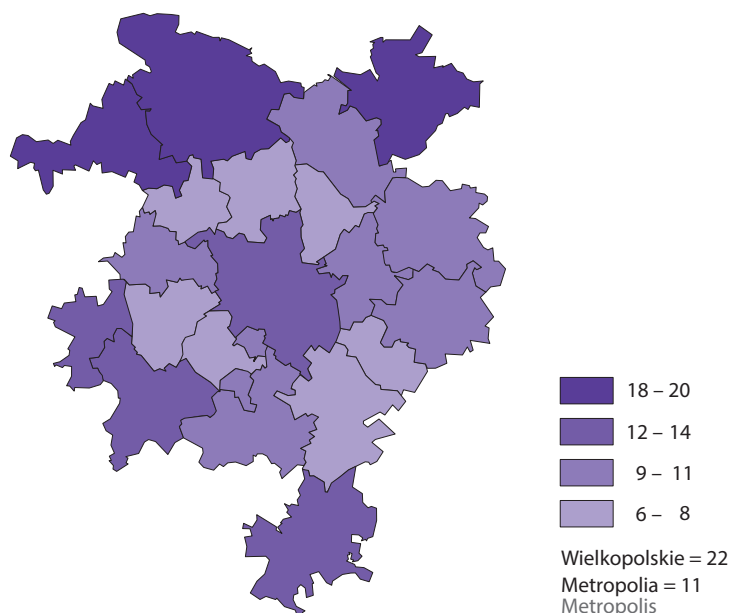 18 – 20
12 – 14
9 – 11
6 – 8
Wielkopolskie = 22
Metropolia = 11
Metropolis